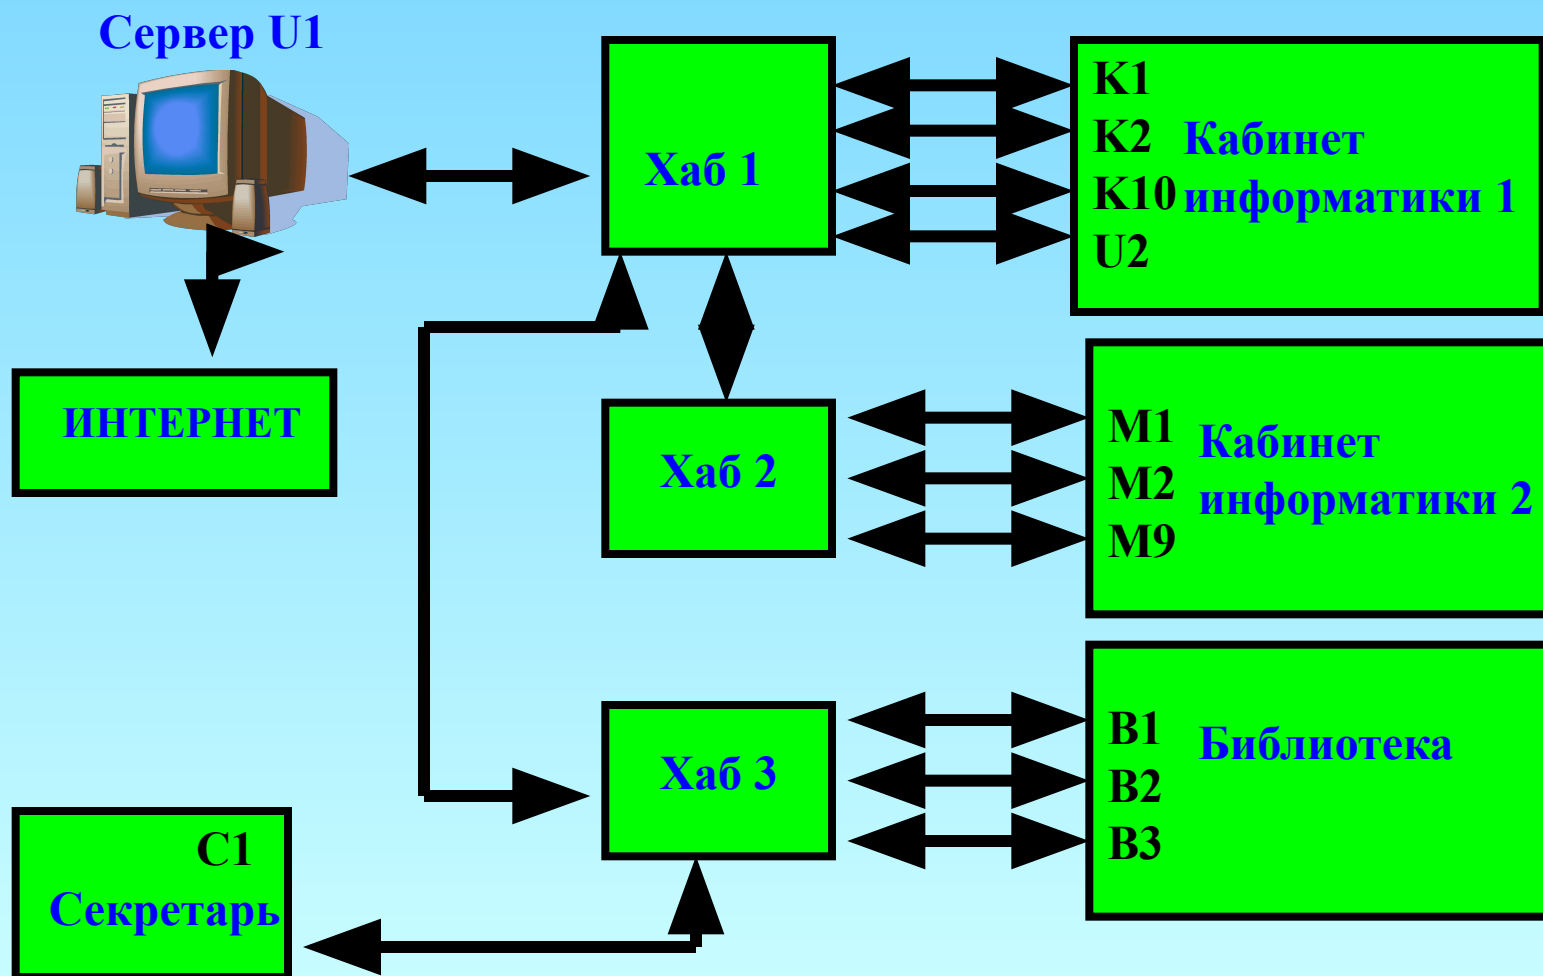 Сервер U1
Хаб 1
K1
K2 Кабинет
K10 информатики 1
U2
ИНТЕРНЕТ
Хаб 2
M1
Кабинет
M2
информатики 2
M9
Хаб 3
B1
Библиотека
B2
B3
C1
Секретарь